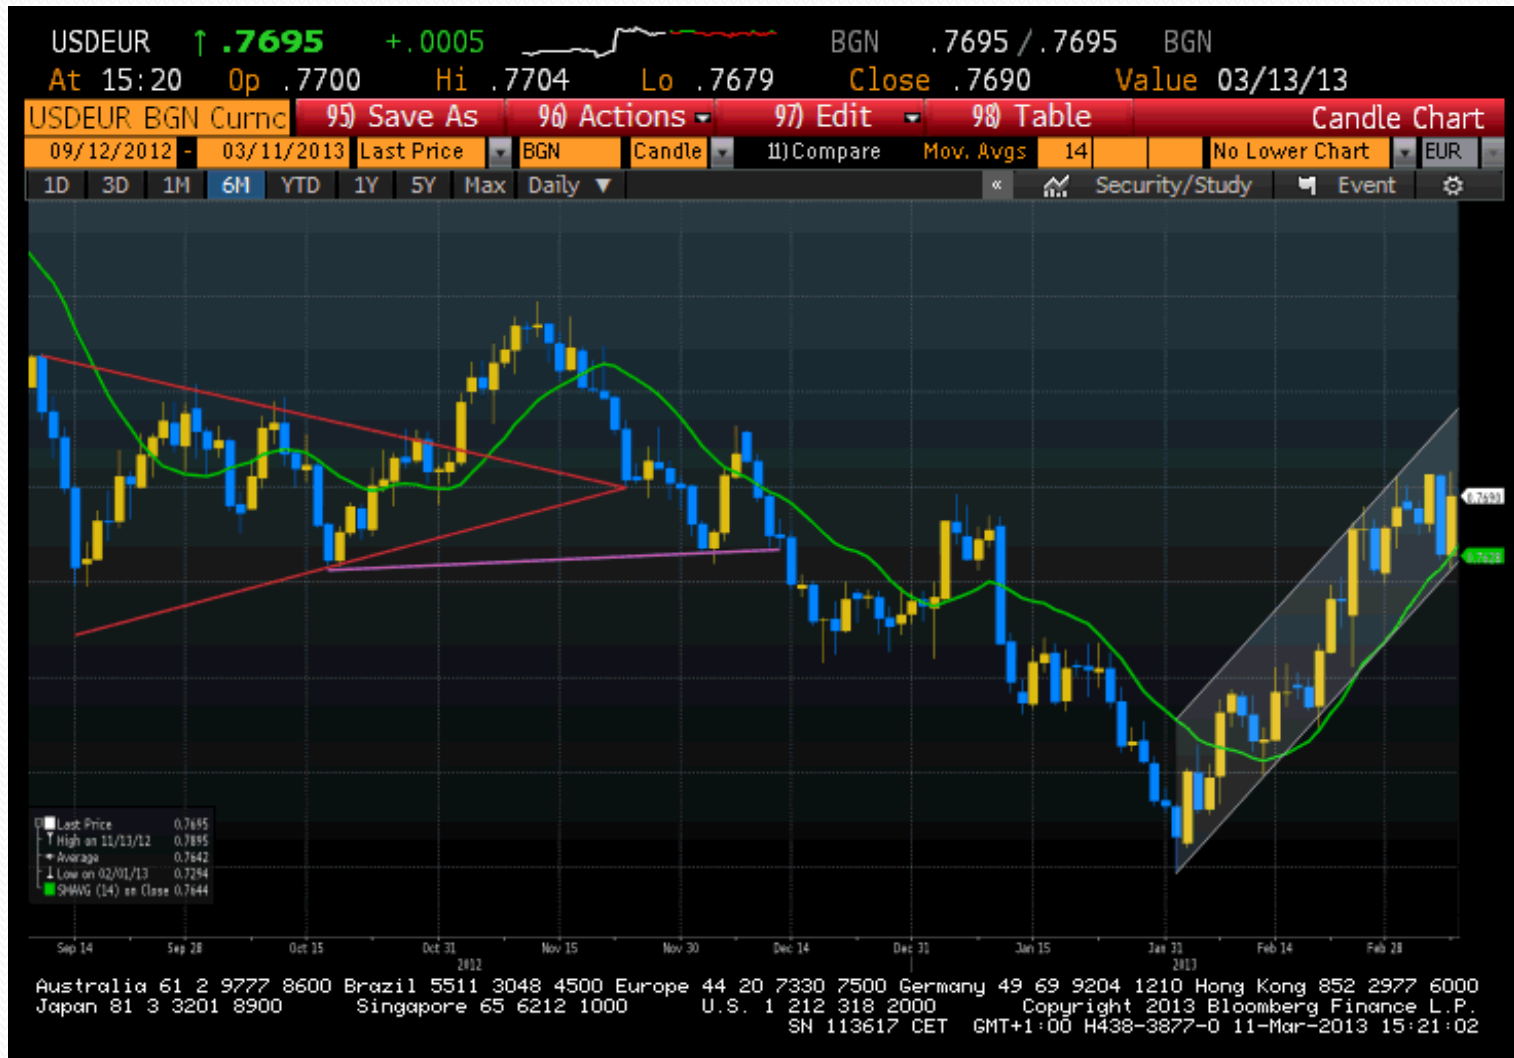 USDEUR ↑ .7695 +.0005 BGN .7695 / .7695 BGN
At 15:20 Op .7700 Hi .7704 Lo .7679 Close .7690 Value 03/13/13
USDEUR BGN Curnc 95) Save As 96) Actions 97) Edit 98) Table Candle Chart
09/12/2012 - 03/11/2013 Last Price BGN Candle 11)Compare Mov. Avgs 14 No Lower Chart EUR
1D 3D 1M 6M YTD 1Y 5Y Max Daily ▼ « Security/Study Event
0.7690
0.7628
Last Price 0.7695
High on 11/13/12 0.7895
Average 0.7642
Low on 02/01/13 0.7294
SMAVG (14) on Close 0.7644
Sep 14 Sep 28 Oct 15 Oct 31 Nov 15 Nov 30 Dec 14 Dec 31 Jan 15 Jan 31 Feb 14 Feb 28
2012 2013
Australia 61 2 9777 8600 Brazil 5511 3048 4500 Europe 44 20 7330 7500 Germany 49 69 9204 1210 Hong Kong 852 2977 6000
Japan 81 3 3201 8900 Singapore 65 6212 1000 U.S. 1 212 318 2000 Copyright 2013 Bloomberg Finance L.P.
SN 113617 CET GMT+1:00 H438-3877-0 11-Mar-2013 15:21:02